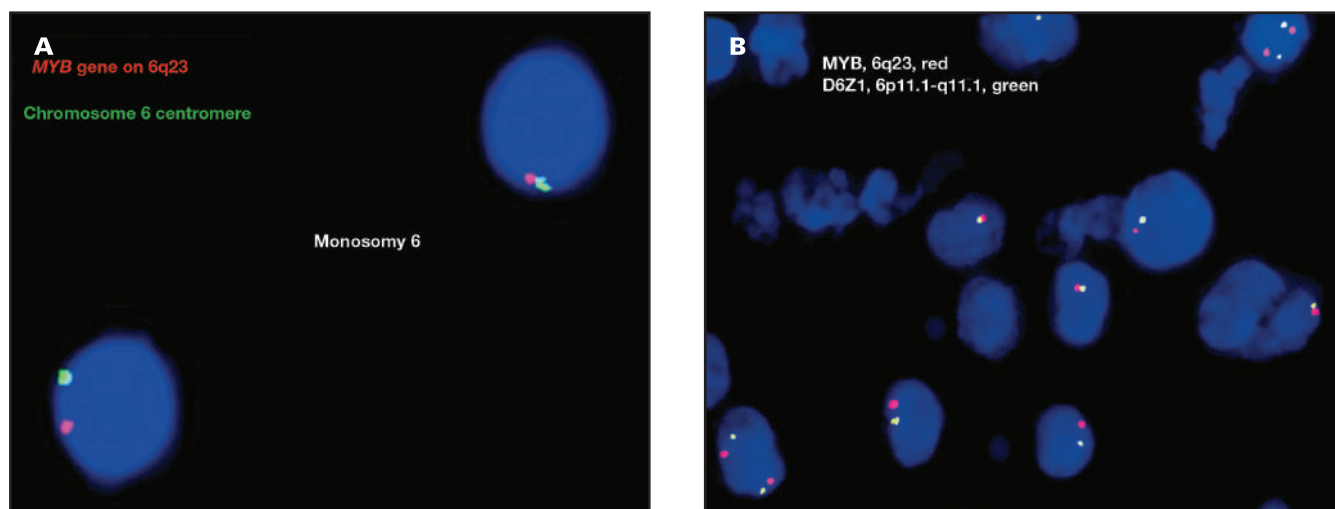 A
MYB gene on 6q23
Chromosome 6 centromere
Monosomy 6
B
MYB, 6q23, red
D6Z1, 6p11.1-q11.1, green